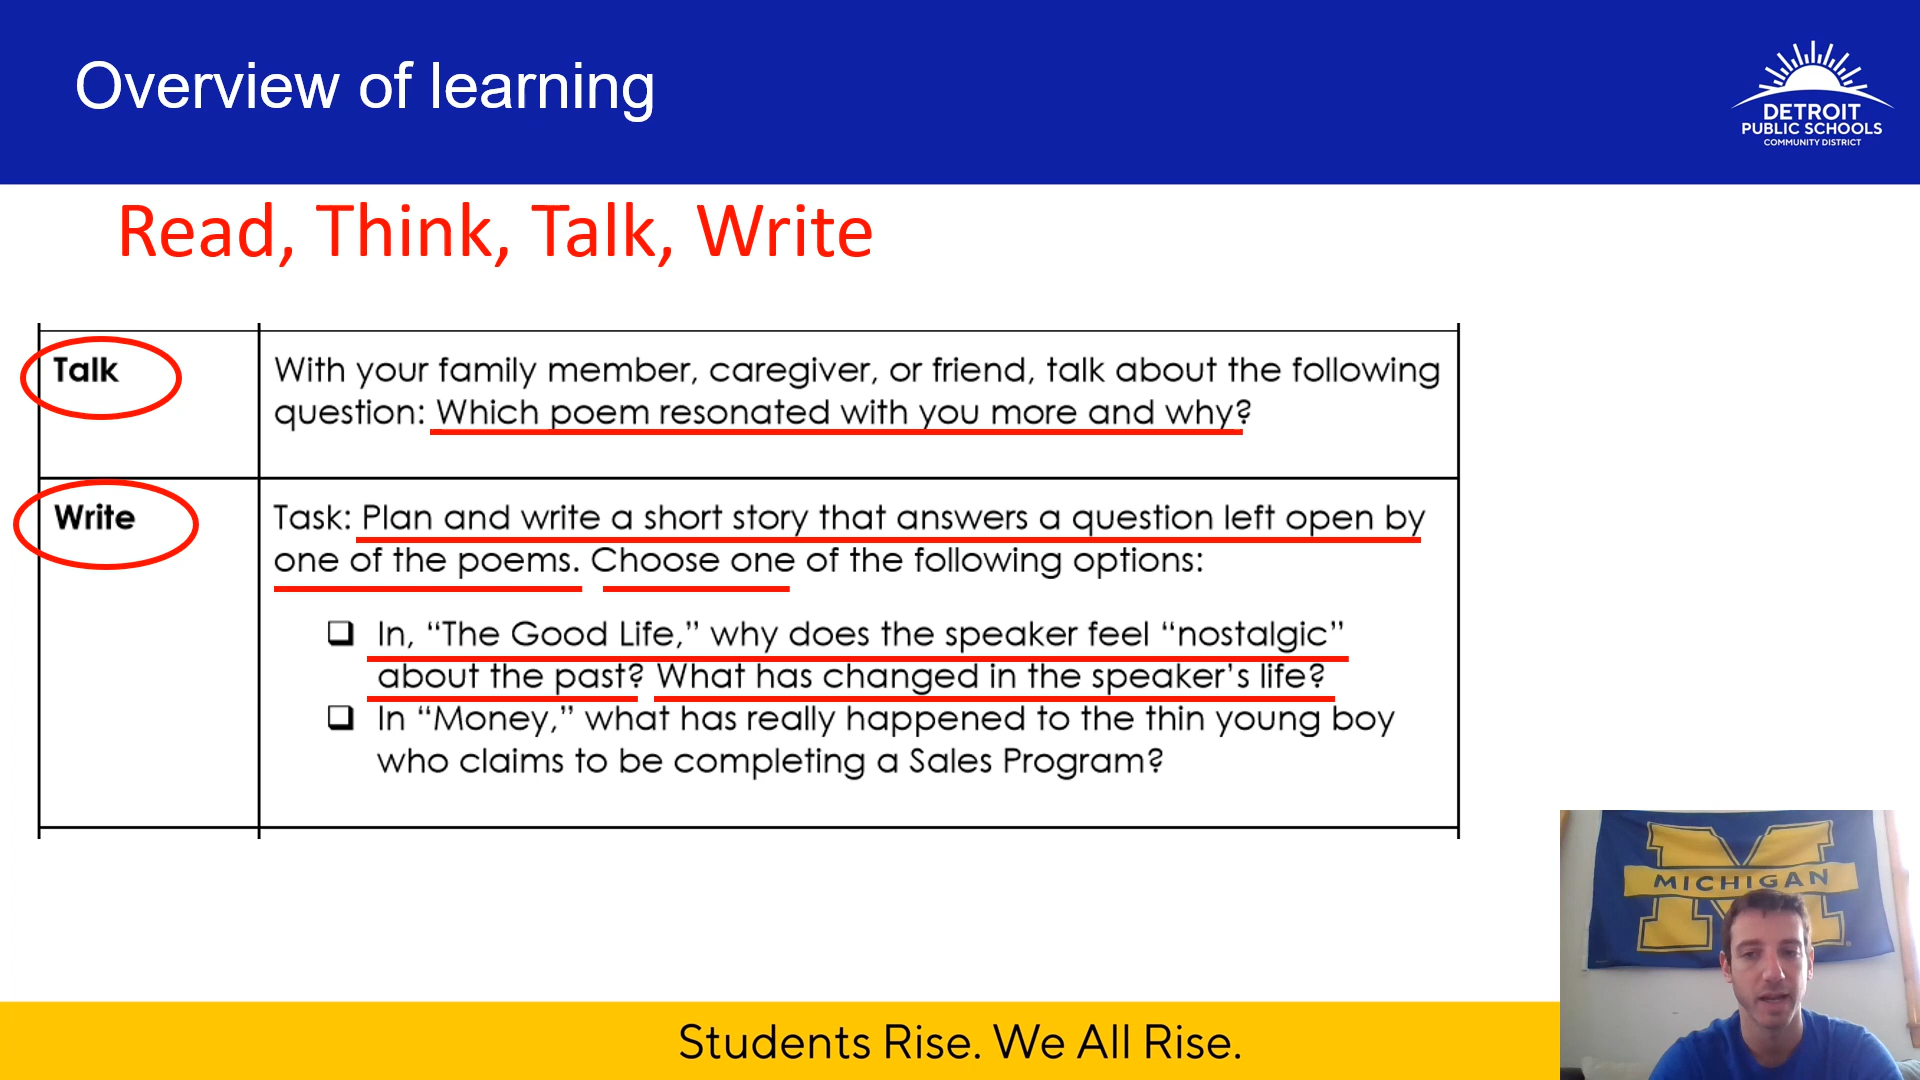 Overview of learning
DETROIT
PUBLIC SCHOOLS
COMMUNITY DISTRICT
Read, Think, Talk, Write
Talk
With your family member, caregiver, or friend, talk about the following
question: Which poem resonated with you more and why?
Write
Task: Plan and write a short story that answers a question left open by
one of the poems. Choose one of the following options:
❑ In, “The Good Life,” why does the speaker feel “nostalgic”
about the past? What has changed in the speaker’s life?
❑ In “Money,” what has really happened to the thin young boy
who claims to be completing a Sales Program?
MICHIGAN
Students Rise. We All Rise.